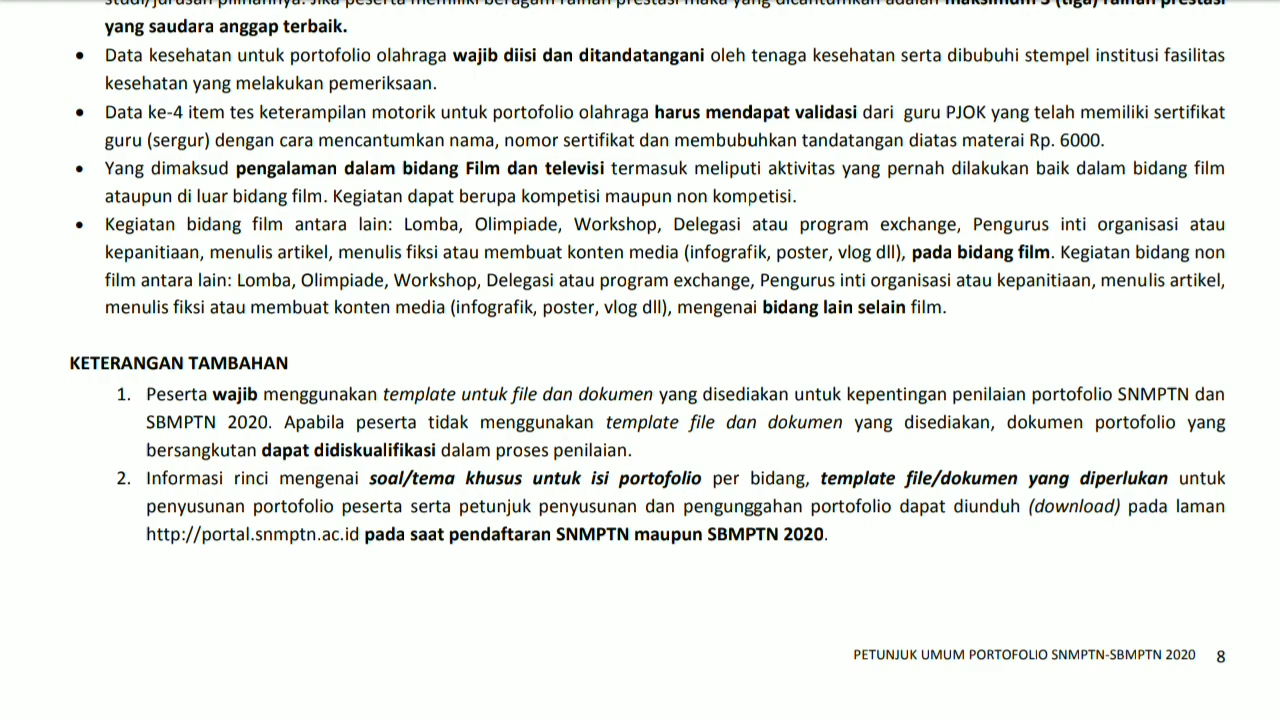 yang saudara anggap terbaik.
• Data kesehatan untuk portofolio olahraga wajib diisi dan ditandatangani oleh tenaga kesehatan serta dibubuhi stempel institusi fasilitas
kesehatan yang melakukan pemeriksaan.
• Data ke-4 item tes keterampilan motorik untuk portofolio olahraga harus mendapat validasi dari guru PJOK yang telah memiliki sertifikat
guru (sergur) dengan cara mencantumkan nama, nomor sertifikat dan membubuhkan tandatangan diatas materai Rp. 6000.
• Yang dimaksud pengalaman dalam bidang Film dan televisi termasuk meliputi aktivitas yang pernah dilakukan baik dalam bidang film
ataupun di luar bidang film. Kegiatan dapat berupa kompetisi maupun non kompetisi.
• Kegiatan bidang film antara lain: Lomba, Olimpiade, Workshop, Delegasi atau program exchange, Pengurus inti organisasi atau
kepanitiaan, menulis artikel, menulis fiksi atau membuat konten media (infografik, poster, vlog dll), pada bidang film. Kegiatan bidang non
film antara lain: Lomba, Olimpiade, Workshop, Delegasi atau program exchange, Pengurus inti organisasi atau kepanitiaan, menulis artikel,
menulis fiksi atau membuat konten media (infografik, poster, vlog dll), mengenai bidang lain selain film.
KETERANGAN TAMBAHAN
1. Peserta wajib menggunakan template untuk file dan dokumen yang disediakan untuk kepentingan penilaian portofolio SNMPTN dan
SBMPTN 2020. Apabila peserta tidak menggunakan template file dan dokumen yang disediakan, dokumen portofolio yang
bersangkutan dapat didiskualifikasi dalam proses penilaian.
2. Informasi rinci mengenai soal/tema khusus untuk isi portofolio per bidang, template file/dokumen yang diperlukan untuk
penyusunan portofolio peserta serta petunjuk penyusunan dan pengunggahan portofolio dapat diunduh (download) pada laman
http://portal.snmptn.ac.id pada saat pendaftaran SNMPTN maupun SBMPTN 2020.
PETUNJUK UMUM PORTOFOLIO SNMPTN-SBMPTN 2020 8